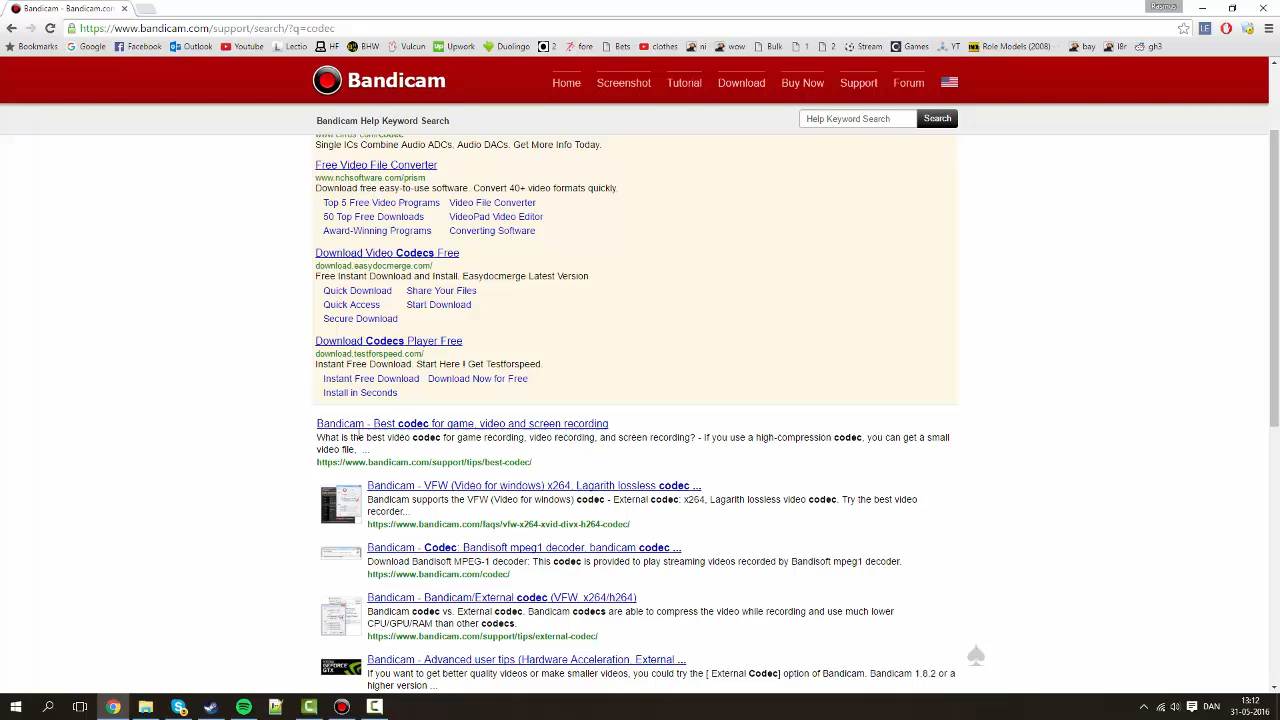 Bandicam - Bandicam.com
Rasmus
https://www.bandicam.com/support/search/?q=codec
Bookmarks Google Facebook Outlook Youtube Lectio HF BHW Vulcun Upwork Duolingo 2 fore Bets clothes ni wow Bulk 1 2 Stream Games YT Role Models (2008) bay l8r gh3
Bandicam
Home Screenshot Tutorial Download Buy Now Support Forum
Bandicam Help Keyword Search
Help Keyword Search Search
www.cirrus.com/codec
Single ICs Combine Audio ADCs, Audio DACs. Get More Info Today.
Free Video File Converter
www.nchsoftware.com/prism
Download free easy-to-use software. Convert 40+ video formats quickly.
Top 5 Free Video Programs Video File Converter
50 Top Free Downloads VideoPad Video Editor
Award-Winning Programs Converting Software
Download Video Codecs Free
download.easydocmerge.com/
Free Instant Download and Install. Easydocmerge Latest Version
Quick Download Share Your Files
Quick Access Start Download
Secure Download
Download Codecs Player Free
download.testforspeed.com/
Instant Free Download. Start Here ! Get Testforspeed.
Instant Free Download Download Now for Free
Install in Seconds
Bandicam - Best codec for game, video and screen recording
What is the best video codec for game recording, video recording, and screen recording? - If you use a high-compression codec, you can get a small
video file, ...
https://www.bandicam.com/support/tips/best-codec/
Bandicam - VFW (Video for windows) x264, Lagarith lossless codec ...
Bandicam supports the VFW (Video for windows) codec - External codec: x264, Lagarith lossless video codec. Try the best video
recorder...
https://www.bandicam.com/faqs/vfw-x264-xvid-divx-h264-codec/
Bandicam - Codec: Bandisoft mpeg1 decoder, bandicam codec ...
Download Bandisoft MPEG-1 decoder: This codec is provided to play streaming videos recorded by Bandisoft mpeg1 decoder.
https://www.bandicam.com/codec/
Bandicam - Bandicam/External codec (VFW, x264/h264)
Bandicam codec vs. External codec. Bandicam codecs are able to compress the video while recording and use much lower
CPU/GPU/RAM than other codecs.
https://www.bandicam.com/support/tips/external-codec/
GEFORCE
GTX
Bandicam - Advanced user tips (Hardware Acceleration, External ...
If you want to get better quality videos or make smaller videos, you could try the [ External Codec] option of Bandicam. Bandicam 1.8.2 or a
higher version ...
DAN
13:12
31-05-2016